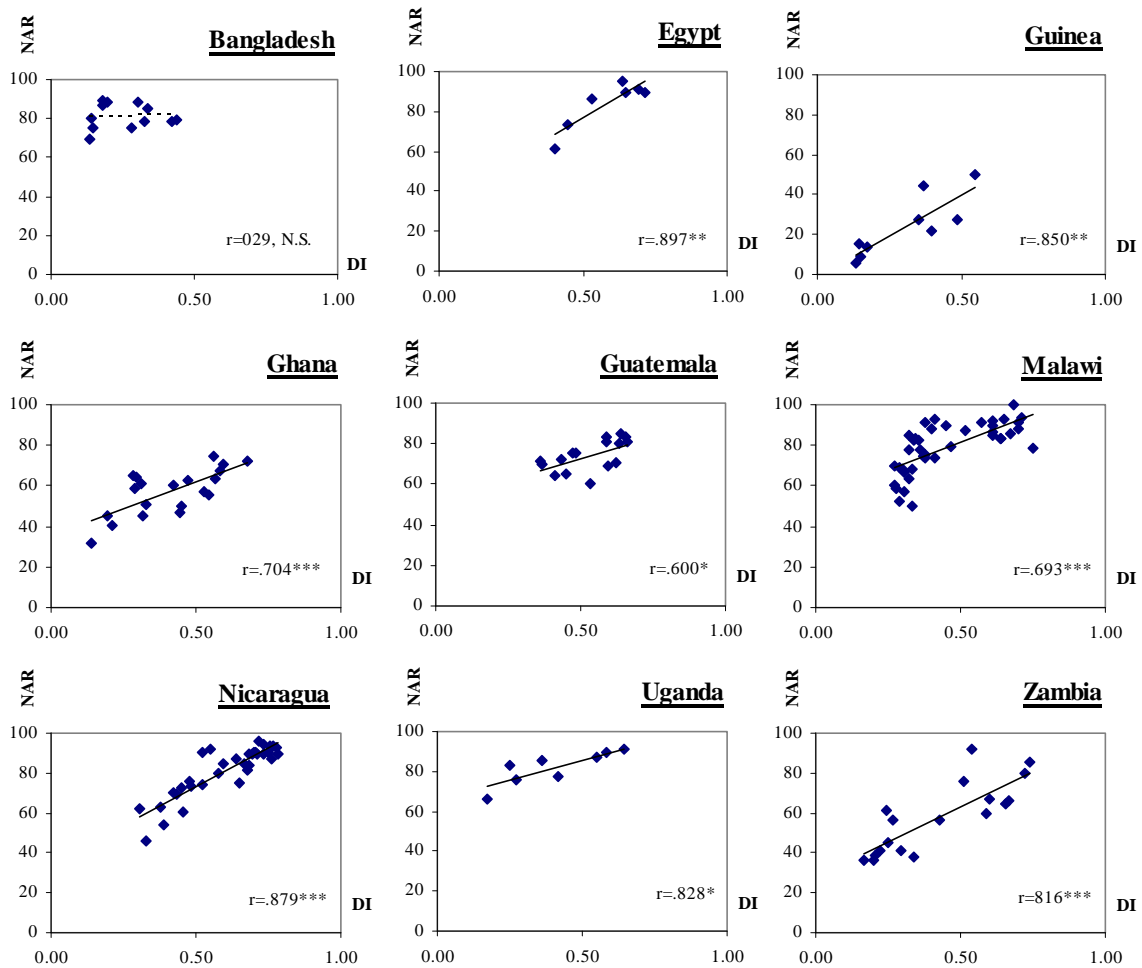 NAR
Bangladesh
100
80
60
40
20
0
r=029, N.S.
DI
0.00 0.50 1.00
NAR
Egypt
100
80
60
40
20
0
r=.897**
DI
0.00 0.50 1.00
NAR
Guinea
100
80
60
40
20
0
r=.850**
DI
0.00 0.50 1.00
NAR
Ghana
100
80
60
40
20
0
r=.704***
DI
0.00 0.50 1.00
NAR
Guatemala
100
80
60
40
20
0
r=.600*
DI
0.00 0.50 1.00
NAR
Malawi
100
80
60
40
20
0
r=.693***
DI
0.00 0.50 1.00
NAR
Nicaragua
100
80
60
40
20
0
r=.879***
DI
0.00 0.50 1.00
NAR
Uganda
100
80
60
40
20
0
r=.828*
DI
0.00 0.50 1.00
NAR
Zambia
100
80
60
40
20
0
r=816***
DI
0.00 0.50 1.00